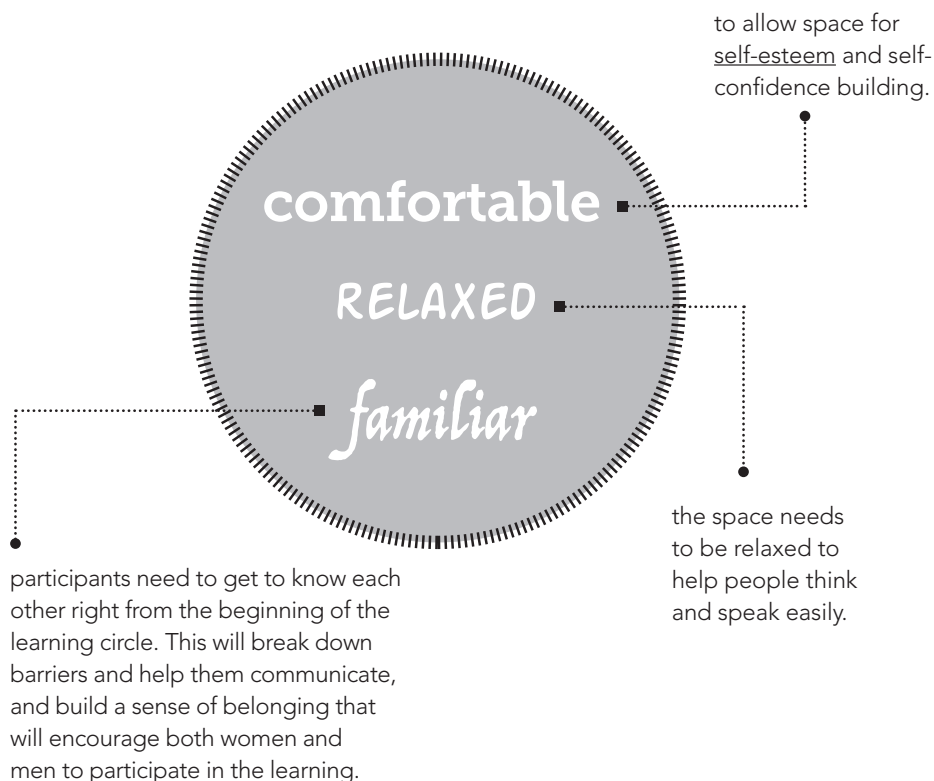 to allow space for
self-esteem and self-
confidence building.
comfortable
RELAXED
familiar
the space needs
to be relaxed to
help people think
and speak easily.
participants need to get to know each
other right from the beginning of the
learning circle. This will break down
barriers and help them communicate,
and build a sense of belonging that
will encourage both women and
men to participate in the learning.